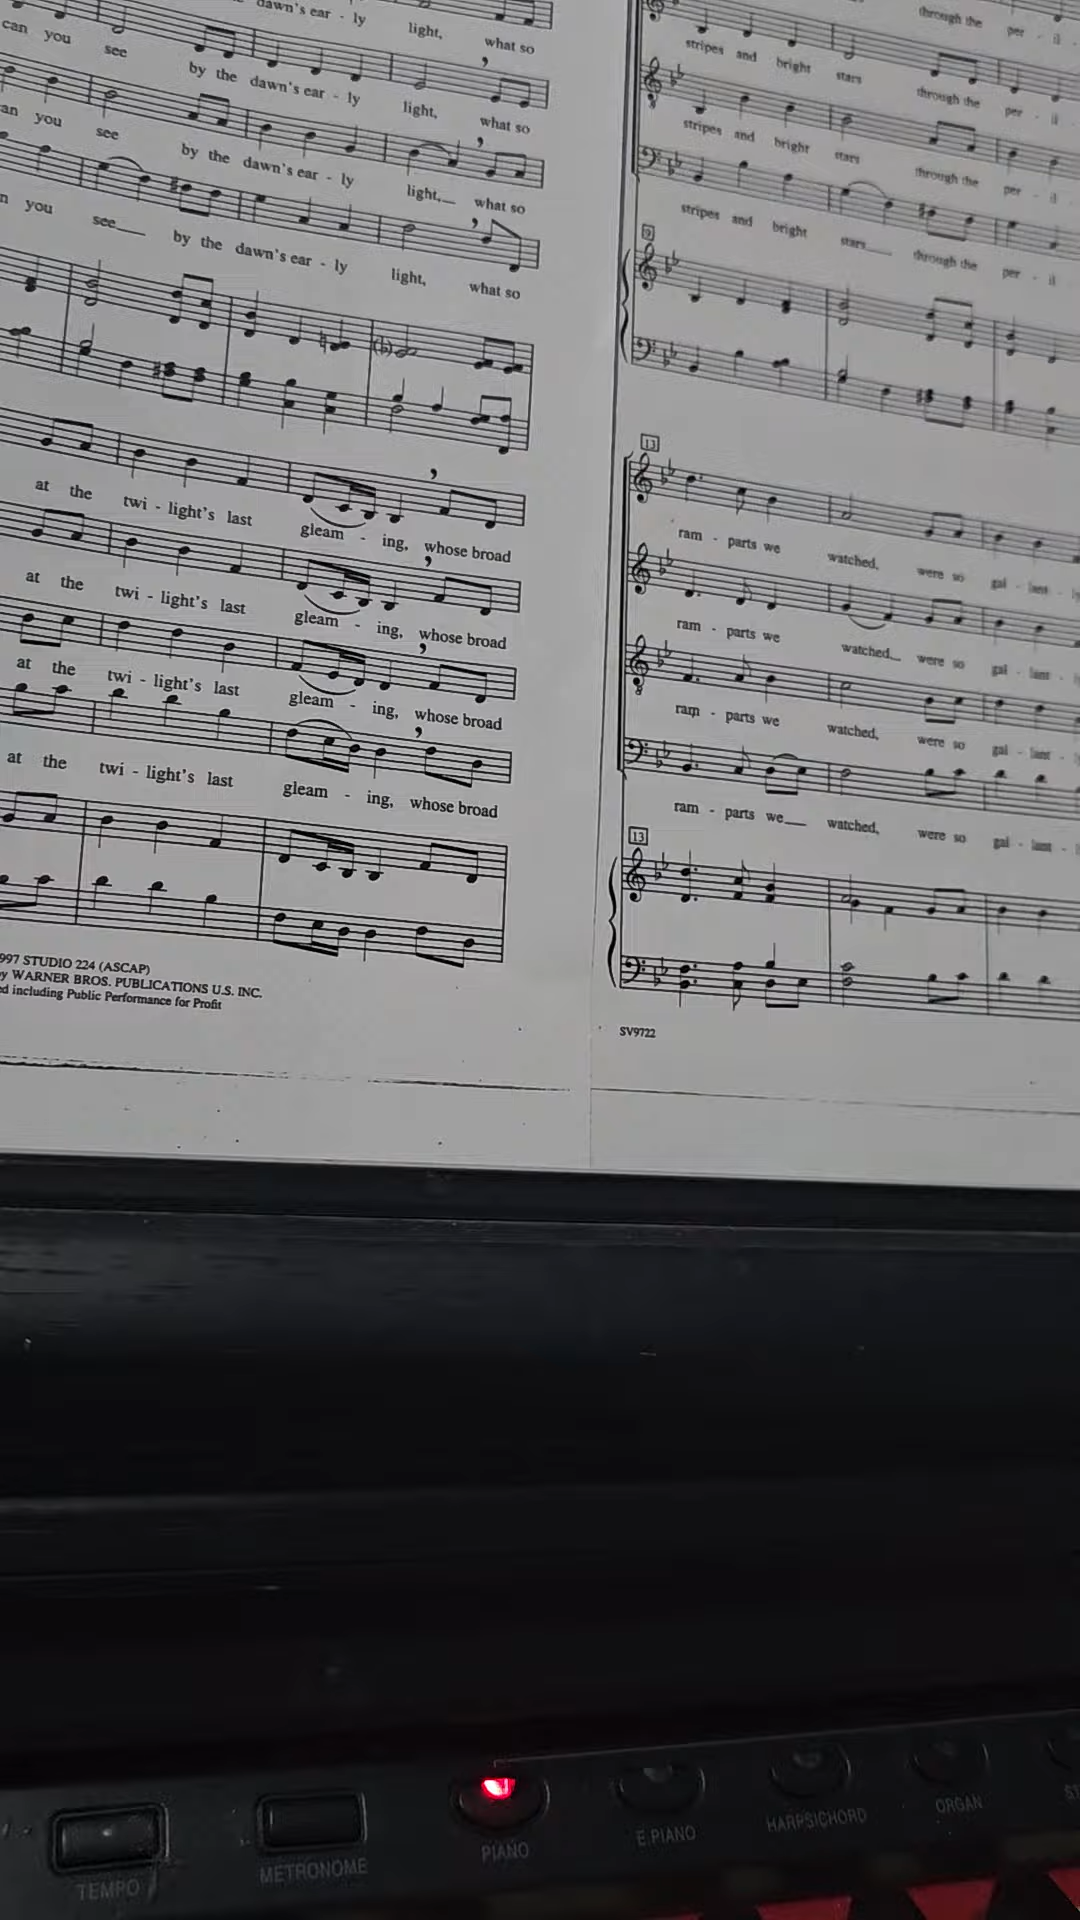 dawn's ear - ly light, what so
can you see by the dawn's ear - ly light, what so
an you see by the dawn's ear - ly light, what so
n you see by the dawn's ear - ly light, what so
at the twi - light's last gleam - ing, whose broad
at the twi - light's last gleam - ing, whose broad
at the twi - light's last gleam - ing, whose broad
at the twi - light's last gleam - ing, whose broad
997 STUDIO 224 (ASCAP)
y WARNER BROS. PUBLICATIONS U.S. INC.
ed including Public Performance for Profit
through the per - il -
stripes and bright stars through the per - il -
stripes and bright stars through the per - il -
stripes and bright stars through the per - il
9
13
ram - parts we watched, were so gal - lant - ly
ram - parts we watched, were so gal - lant -
ram - parts we watched, were so gal - lant -
ram - parts we watched, were so gal - lant -
13
SV9722
TEMPO METRONOME PIANO E.PIANO HARPSICHORD ORGAN ST